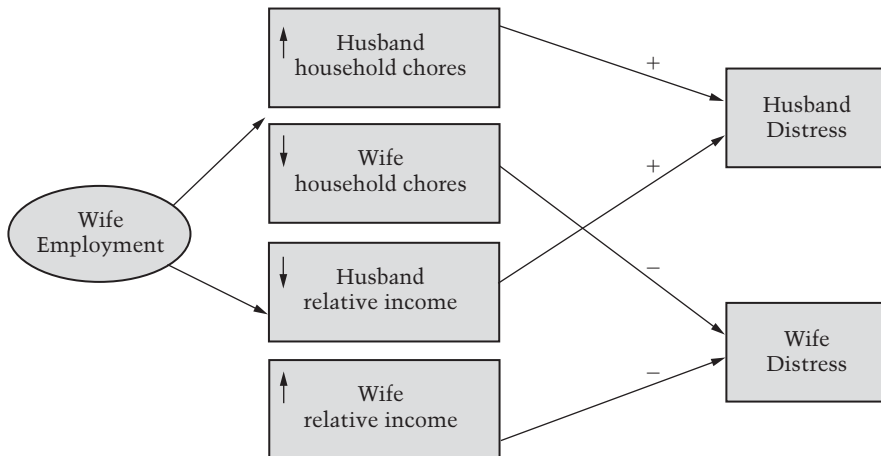 Husband
household chores
+
Husband
Distress
Wife
household chores
+
Wife
Employment
Husband
relative income
−
Wife
Distress
Wife
relative income
−